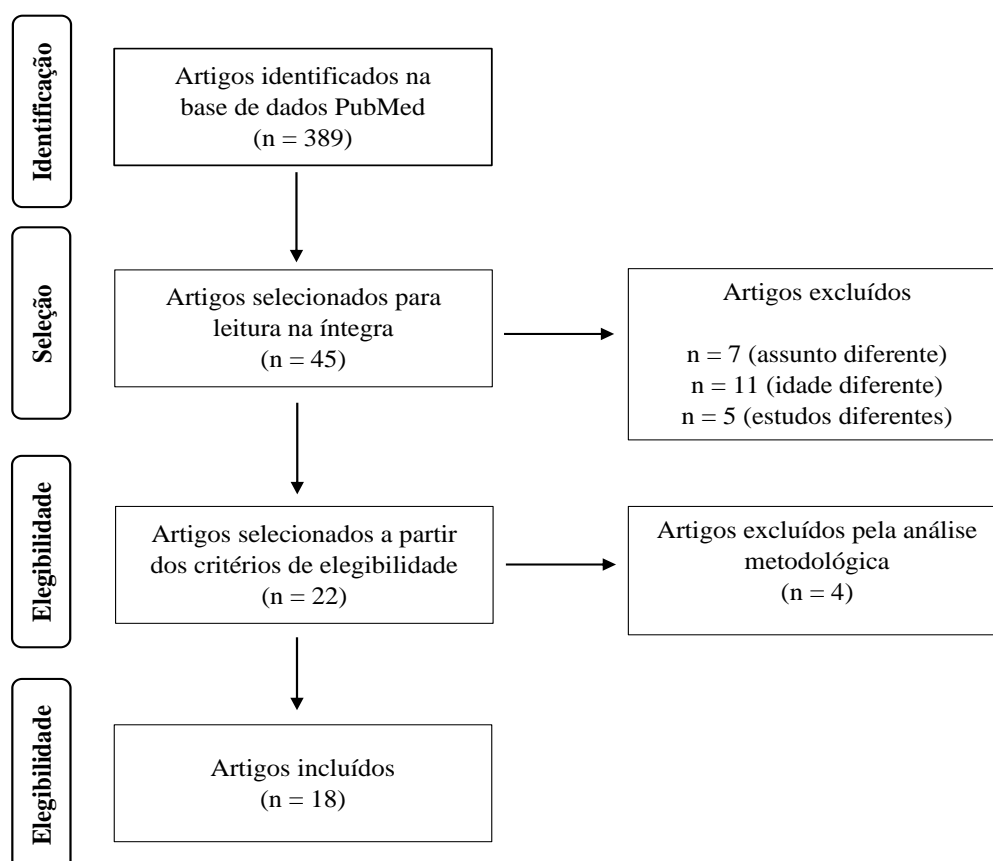 Identificação
Artigos identificados na
base de dados PubMed
(n = 389)
Seleção
Artigos selecionados para
leitura na íntegra
(n = 45)
Artigos excluídos
n = 7 (assunto diferente)
n = 11 (idade diferente)
n = 5 (estudos diferentes)
Elegibilidade
Artigos selecionados a partir
dos critérios de elegibilidade
(n = 22)
Artigos excluídos pela análise
metodológica
(n = 4)
Elegibilidade
Artigos incluídos
(n = 18)